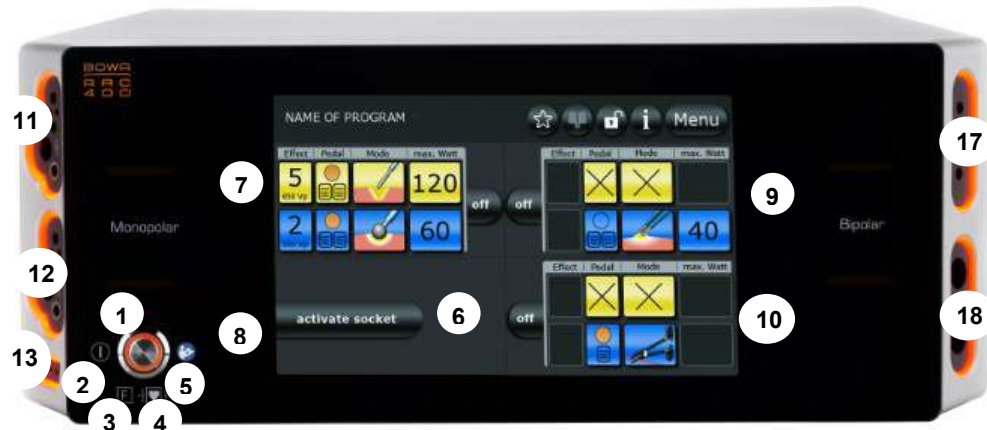 BOWA
ARC
400
NAME OF PROGRAM
i
Menu
Effect Pedal Mode max. Watt
5
120
off
2
60
Effect Pedal Mode max. Watt
off
40
activate socket
Effect Pedal Mode max. Watt
off
Monopolar
Bipolar
F
1
2
3
4
5
6
7
8
9
10
11
12
13
17
18